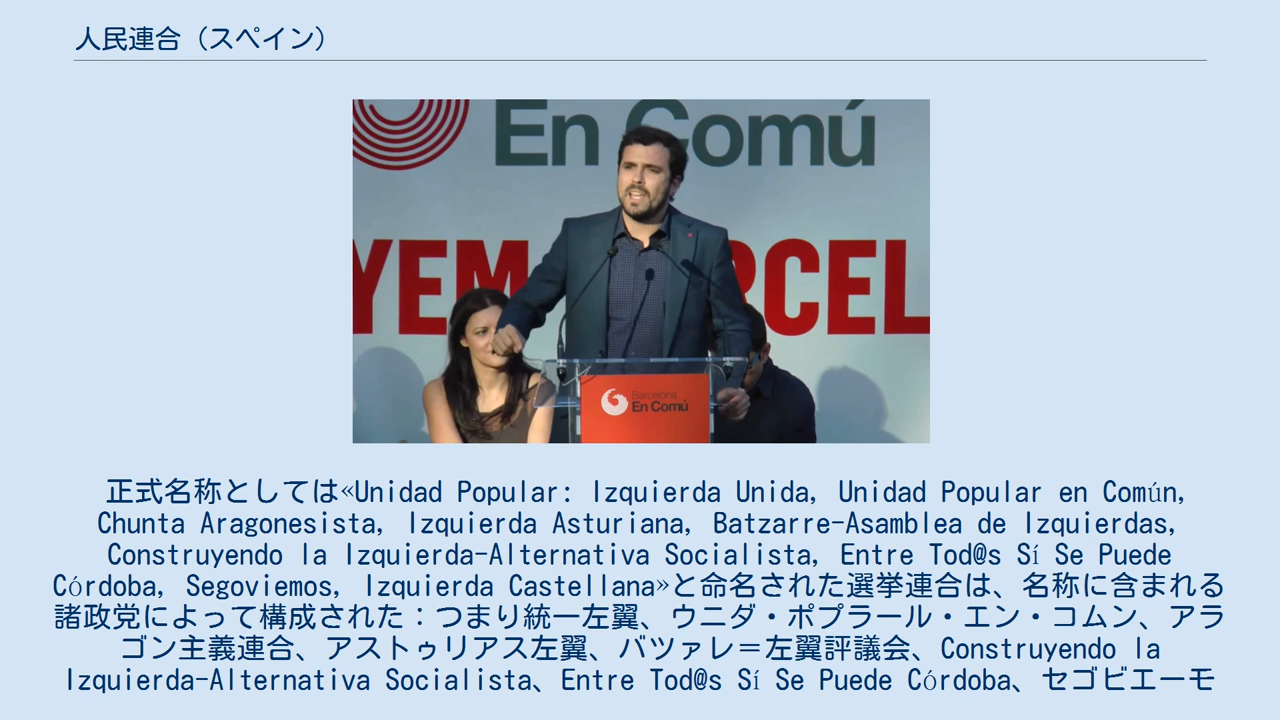 人民連合（スペイン）
En Comú
YEM RCEL
Barcelona
En Comú
正式名称としては«Unidad Popular: Izquierda Unida, Unidad Popular en Común,
Chunta Aragonesista, Izquierda Asturiana, Batzarre-Asamblea de Izquierdas,
Construyendo la Izquierda-Alternativa Socialista, Entre Tod@s Sí Se Puede
Córdoba, Segoviemos, Izquierda Castellana»と命名された選挙連合は、名称に含まれる
諸政党によって構成された：つまり統一左翼、ウニダ・ポプラール・エン・コムン、アラ
ゴン主義連合、アストゥリアス左翼、バツァレ＝左翼評議会、Construyendo la
Izquierda-Alternativa Socialista、Entre Tod@s Sí Se Puede Córdoba、セゴビエーモ